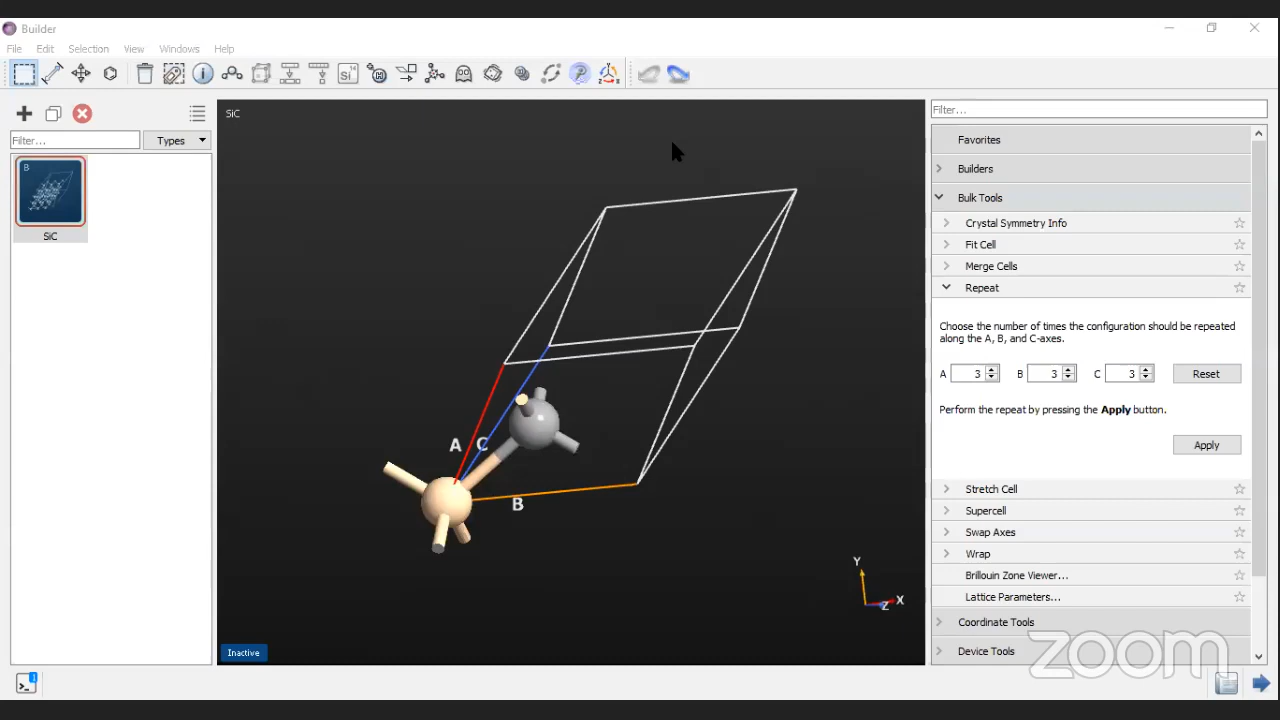 Builder
File Edit Selection View Windows Help
Si 14
Filter...
Types
B
SiC
SiC
A
C
B
Y
X
Z
Inactive
Filter...
Favorites
Builders
Bulk Tools
Crystal Symmetry Info
Fit Cell
Merge Cells
Repeat
Choose the number of times the configuration should be repeated
along the A, B, and C-axes.
A 3 B 3 C 3 Reset
Perform the repeat by pressing the Apply button.
Apply
Stretch Cell
Supercell
Swap Axes
Wrap
Brillouin Zone Viewer...
Lattice Parameters...
Coordinate Tools
Device Tools
zoom